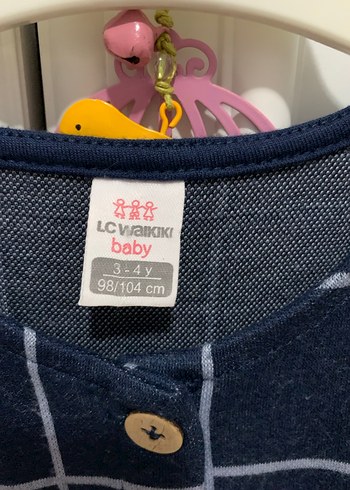 LC WAIKIKI
baby
3 - 4 y
98/104 cm